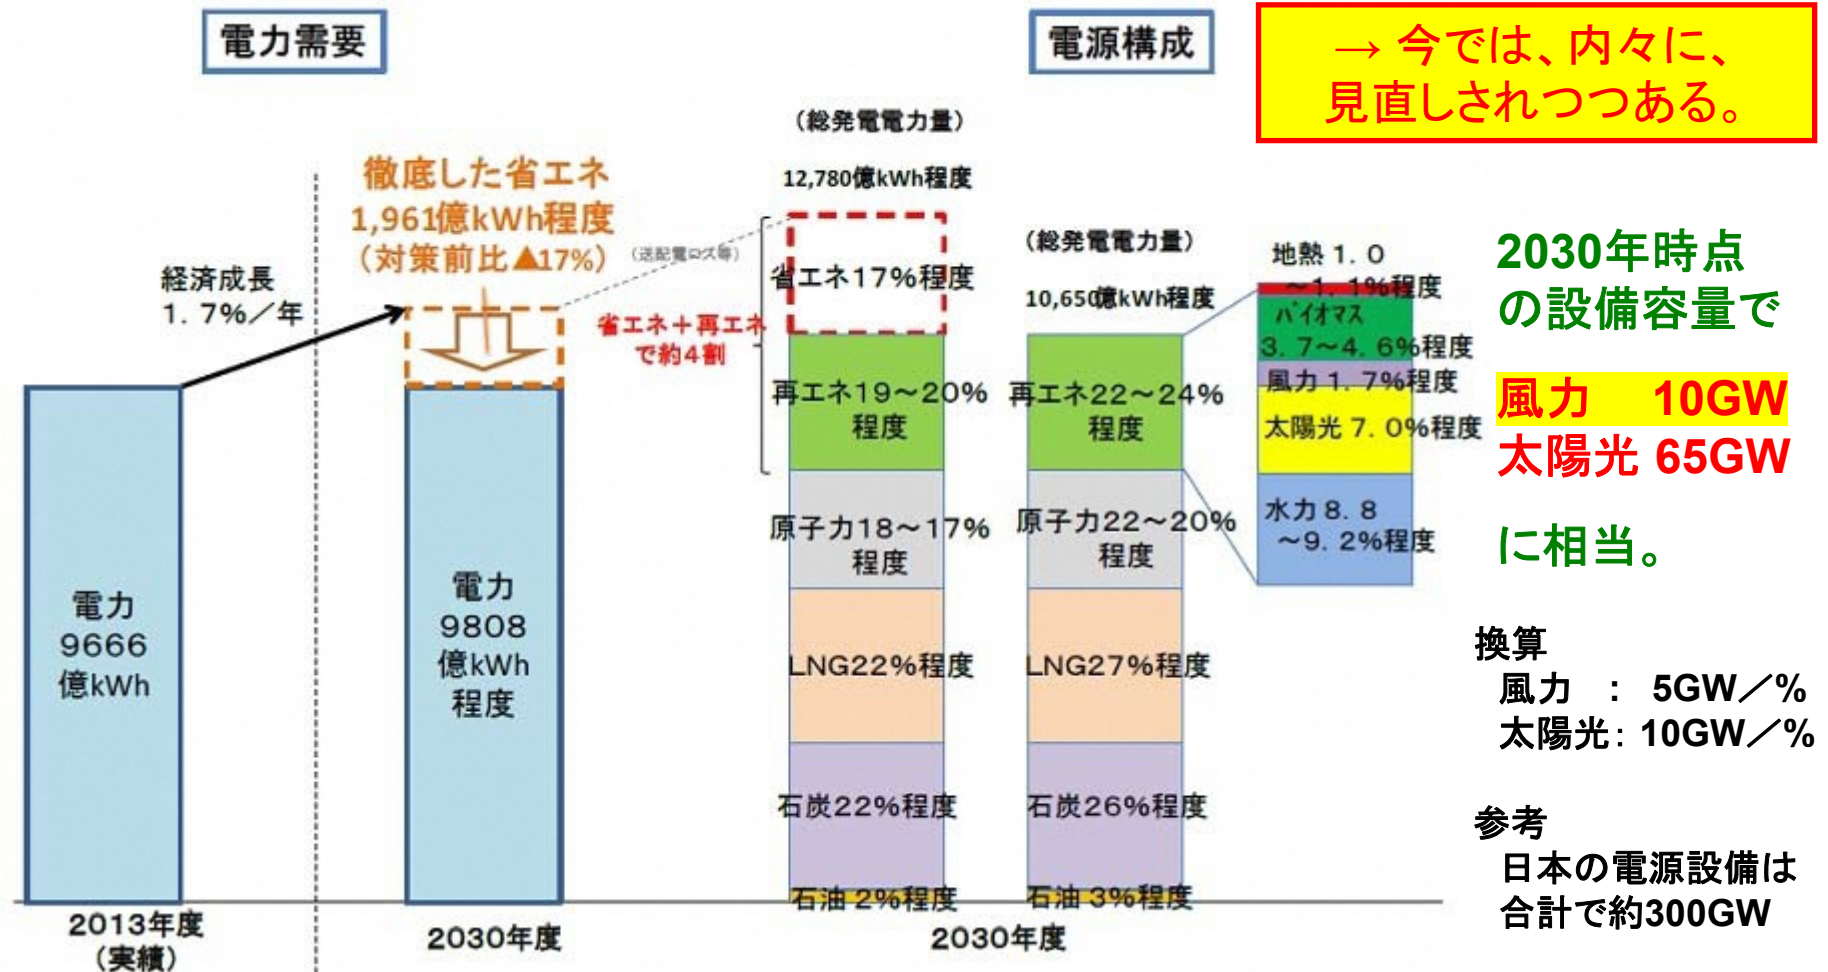 電力需要
電源構成
→ 今では、内々に、
見直しされつつある。
(総発電電力量)
12,780億kWh程度
徹底した省エネ
1,961億kWh程度
(対策前比▲17%)
(送配電ロス等)
経済成長
1.7%/年
省エネ17%程度
省エネ+再エネ
で約4割
再エネ19~20%
程度
原子力18~17%
程度
LNG22%程度
石炭22%程度
石油 2%程度
(総発電電力量)
10,650億kWh程度
再エネ22~24%
程度
原子力22~20%
程度
LNG27%程度
石炭26%程度
石油 3%程度
地熱 1.0
~1.1%程度
バイオマス
3.7~4.6%程度
風力 1.7%程度
太陽光 7.0%程度
水力 8.8
~9.2%程度
電力
9666
億kWh
電力
9808
億kWh
程度
2013年度
(実績)
2030年度
2030年度
2030年時点
の設備容量で
風力 10GW
太陽光 65GW
に相当。
換算
風力 : 5GW/%
太陽光: 10GW/%
参考
日本の電源設備は
合計で約300GW